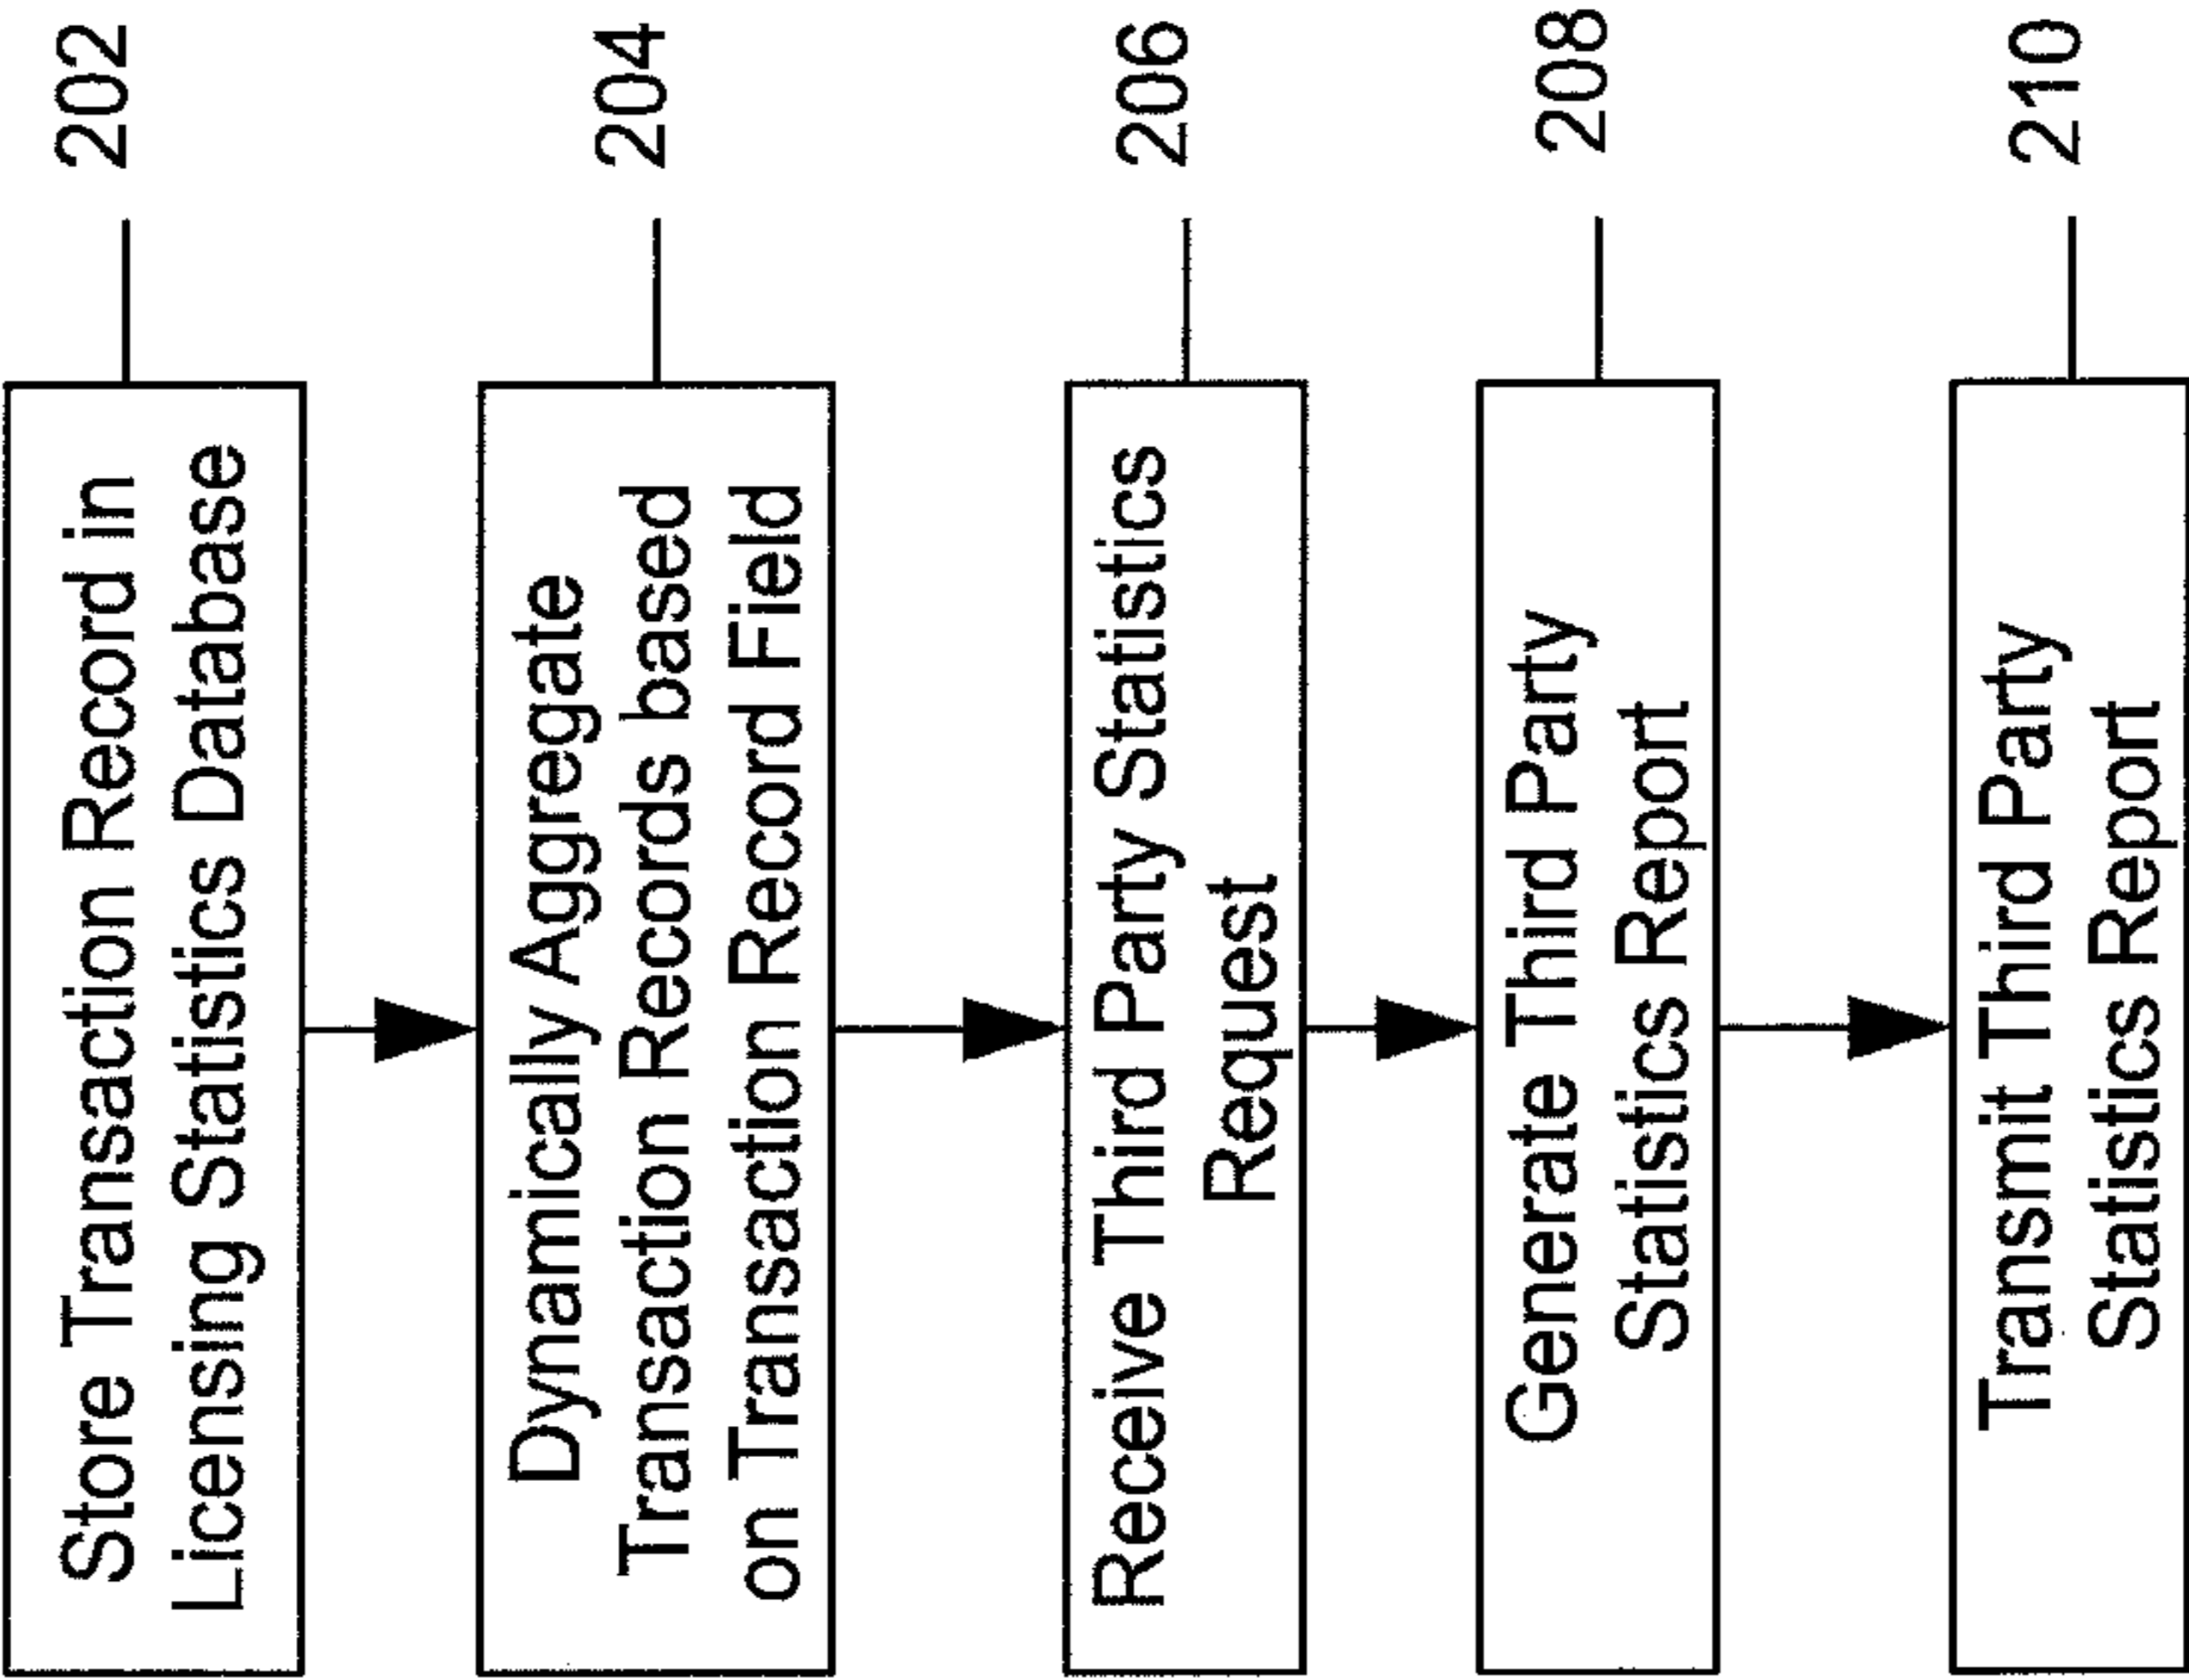 Store Transaction Record in
Licensing Statistics Database
202
Dynamically Aggregate
Transaction Records based
on Transaction Record Field
204
Receive Third Party Statistics
Request
206
Generate Third Party
Statistics Report
208
Transmit Third Party
Statistics Report
210